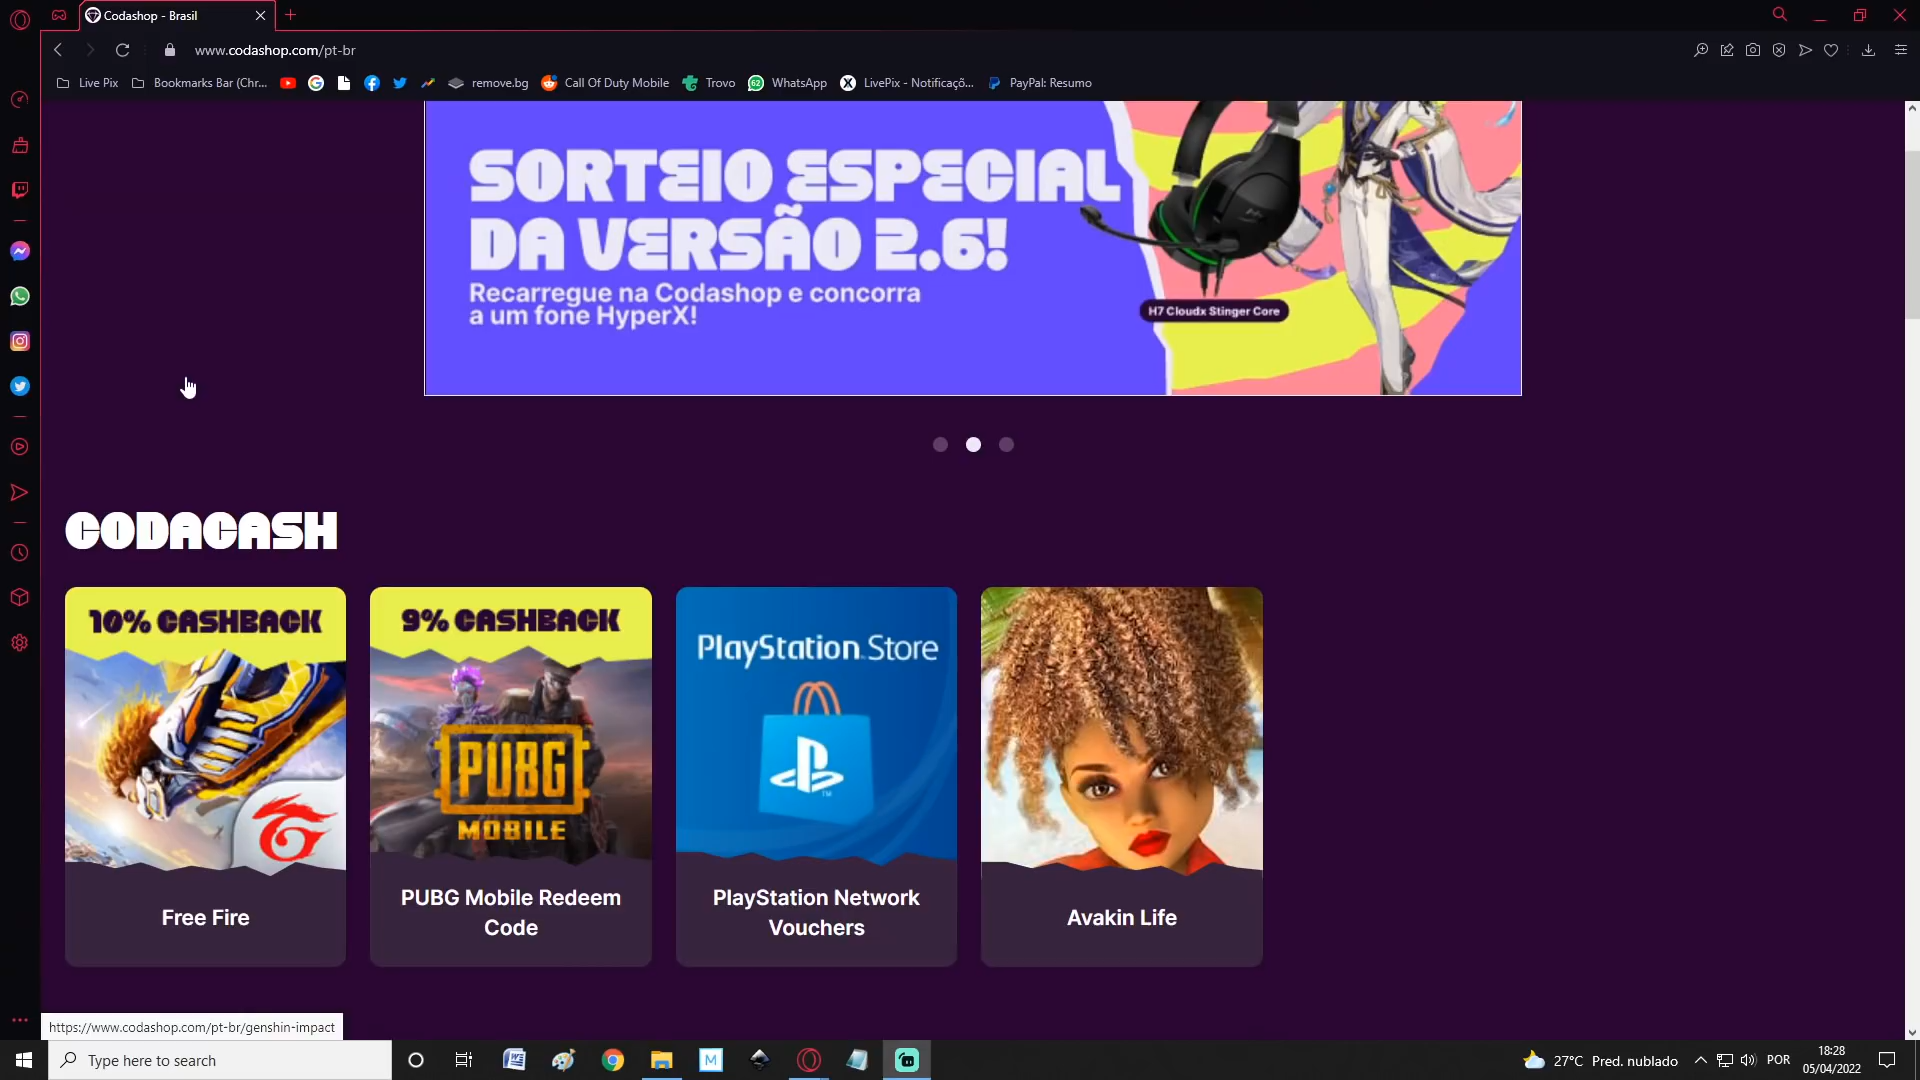 Codashop - Brasil
www.codashop.com/pt-br
Live Pix
Bookmarks Bar (Chr...
remove.bg
Call Of Duty Mobile
Trovo
62
WhatsApp
LivePix - Notificaçõ...
PayPal: Resumo
SORTEIO ESPECIAL
DA VERSÃO 2.6!
Recarregue na Codashop e concorra
a um fone HyperX!
H7 Cloudx Stinger Core
CODACASH
10% CASHBACK
9% CASHBACK
PlayStation Store
PUBG
MOBILE
Free Fire
PUBG Mobile Redeem
Code
PlayStation Network
Vouchers
Avakin Life
https://www.codashop.com/pt-br/genshin-impact
Type here to search
27°C Pred. nublado
POR
18:28
05/04/2022